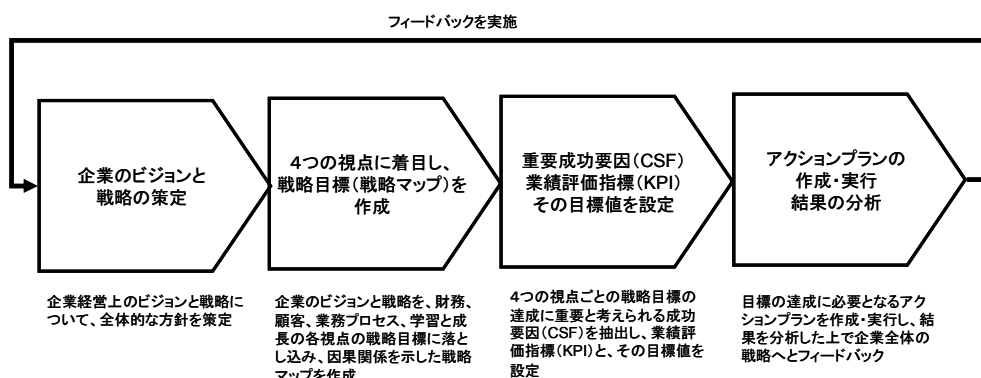 フィードバックを実施
企業のビジョンと
戦略の策定
4つの視点に着目し、
戦略目標(戦略マップ)を
作成
重要成功要因(CSF)
業績評価指標(KPI)
その目標値を設定
アクションプランの
作成・実行
結果の分析
企業経営上のビジョンと戦略に
ついて、全体的な方針を策定
企業のビジョンと戦略を、財務、
顧客、業務プロセス、学習と成
長の各視点の戦略目標に落と
し込み、因果関係を示した戦略
マップを作成
4つの視点ごとの戦略目標の
達成に重要と考えられる成功
要因(CSF)を抽出し、業績評
価指標(KPI)と、その目標値を
設定
目標の達成に必要となるアク
ションプランを作成・実行し、結
果を分析した上で企業全体の
戦略へとフィードバック